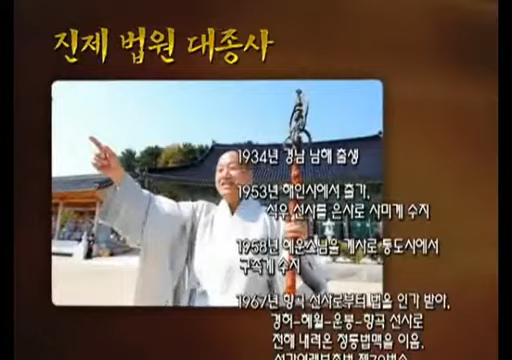 진제 법원 대종사
1934년 경남 남해 출생
1953년 해인사에서 출가,
석우 선사를 은사로 사미계 수지
1958년 혜운스님을 계사로 통도사에서
구족계 수지
1967년 향곡 선사로부터 법을 인가 받아,
경허-혜월-운봉-향곡 선사로
전해 내려온 정통법맥을 이음.